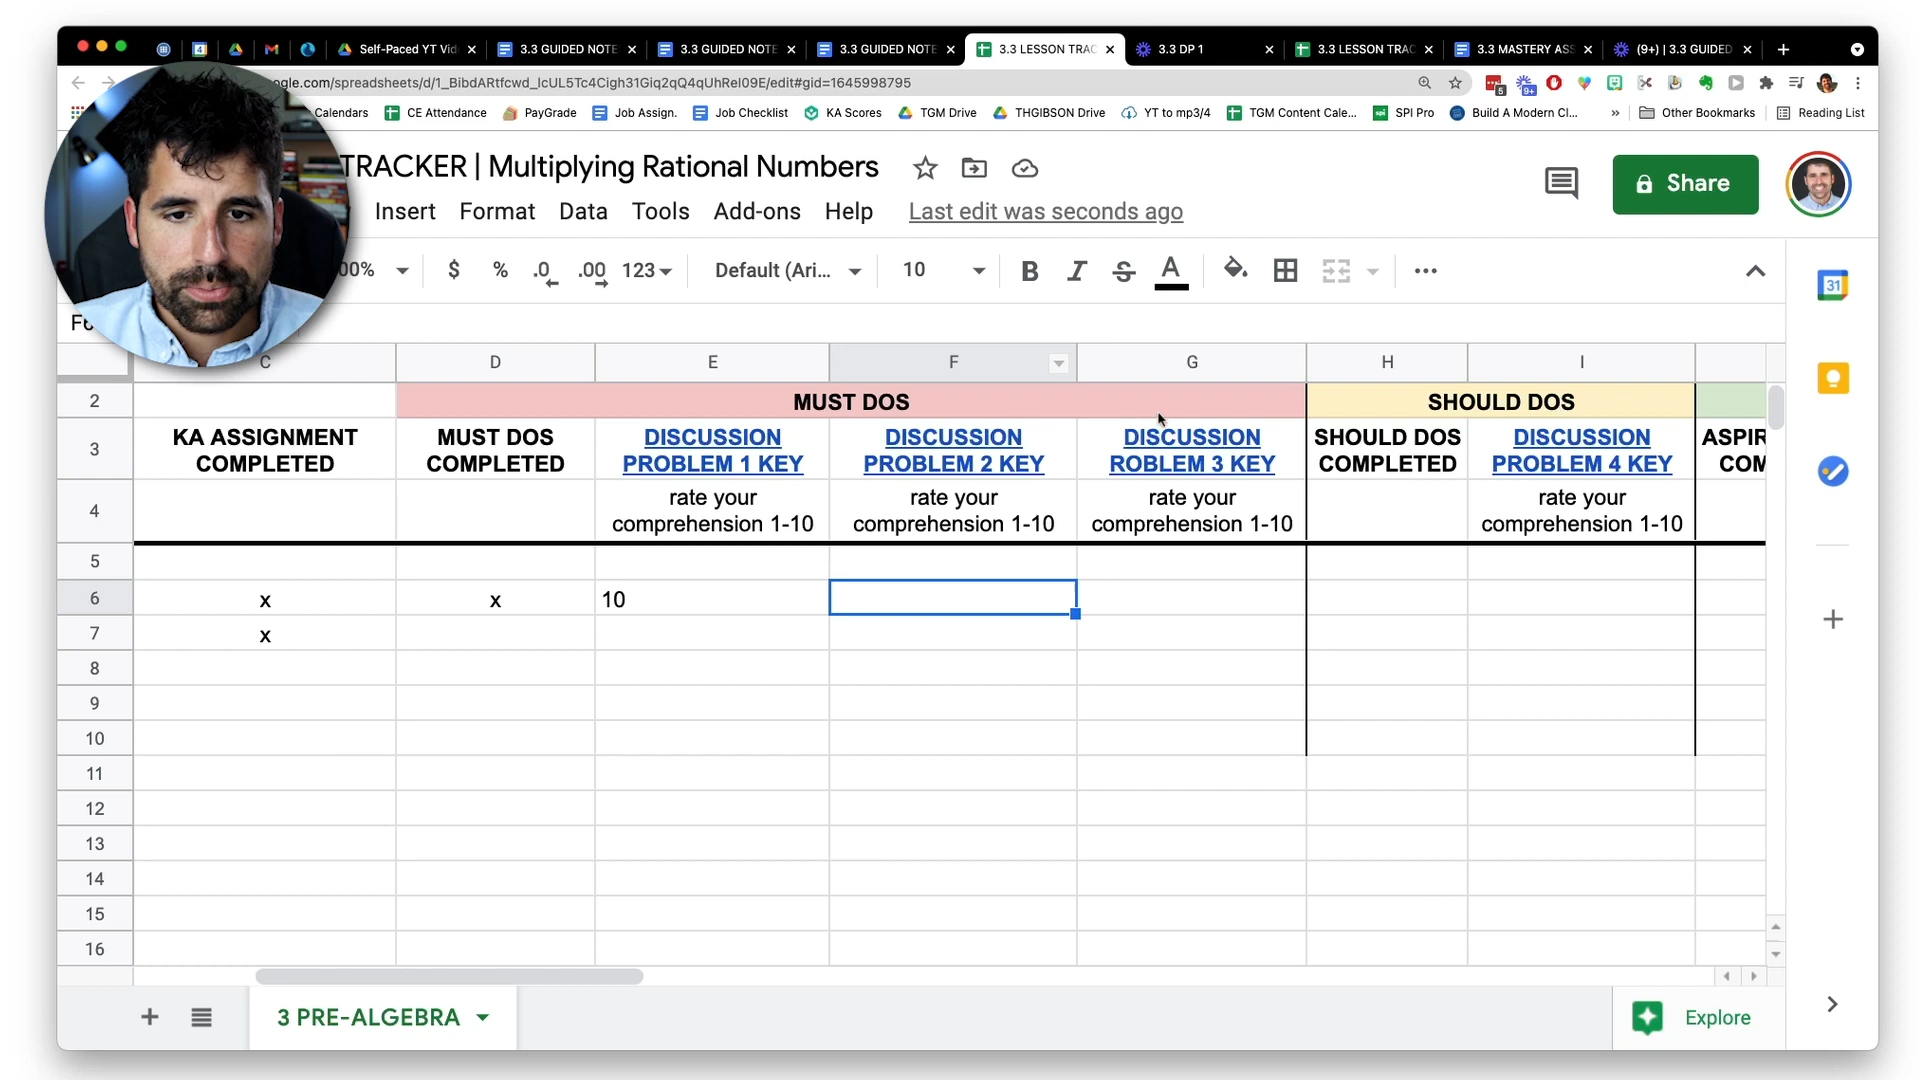 Self-Paced YT Vid
3.3 GUIDED NOTE
3.3 GUIDED NOTE
3.3 GUIDED NOTE
3.3 LESSON TRAC
3.3 DP 1
3.3 LESSON TRAC
3.3 MASTERY ASS
(9+) | 3.3 GUIDED
gle.com/spreadsheets/d/1_BibdARtfcwd_lcUL5Tc4Cigh31Giq2qQ4qUhRel09E/edit#gid=1645998795
Calendars
CE Attendance
PayGrade
Job Assign.
Job Checklist
KA Scores
TGM Drive
THGIBSON Drive
YT to mp3/4
TGM Content Cale...
SPI Pro
Build A Modern Cl...
»
Other Bookmarks
Reading List
TRACKER | Multiplying Rational Numbers
Share
Insert Format Data Tools Add-ons Help Last edit was seconds ago
00% $ % .0 .00 123 Default (Ari... 10 B I S A
C D E F G H I
2 MUST DOS SHOULD DOS
3 KA ASSIGNMENT COMPLETED MUST DOS COMPLETED DISCUSSION PROBLEM 1 KEY DISCUSSION PROBLEM 2 KEY DISCUSSION ROBLEM 3 KEY SHOULD DOS COMPLETED DISCUSSION PROBLEM 4 KEY ASPIR COM
4 rate your comprehension 1-10 rate your comprehension 1-10 rate your comprehension 1-10 rate your comprehension 1-10
5
6 x x 10
7 x
8
9
10
11
12
13
14
15
16
3 PRE-ALGEBRA
Explore